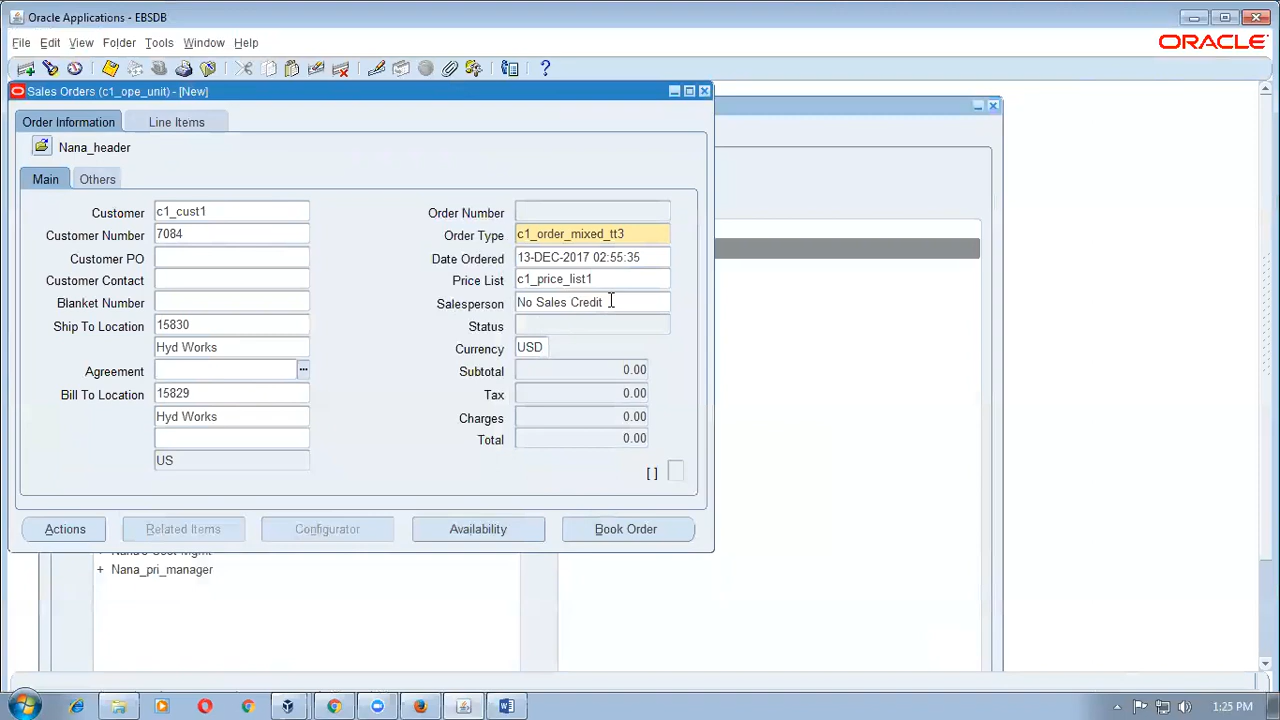 Oracle Applications - EBSDB
File Edit View Folder Tools Window Help
ORACLE
Sales Orders (c1_ope_unit) - [New]
Order Information Line Items
Nana_header
Main Others
Customer c1_cust1 Order Number
Customer Number 7084 Order Type c1_order_mixed_tt3
Customer PO Date Ordered 13-DEC-2017 02:55:35
Customer Contact Price List c1_price_list1
Blanket Number Salesperson No Sales Credit
Ship To Location 15830 Status
Hyd Works Currency USD
Agreement Subtotal 0.00
Bill To Location 15829 Tax 0.00
Hyd Works Charges 0.00
Total 0.00
US
[ ]
Actions Related Items Configurator Availability Book Order
+ Nana_pri_manager
1:25 PM